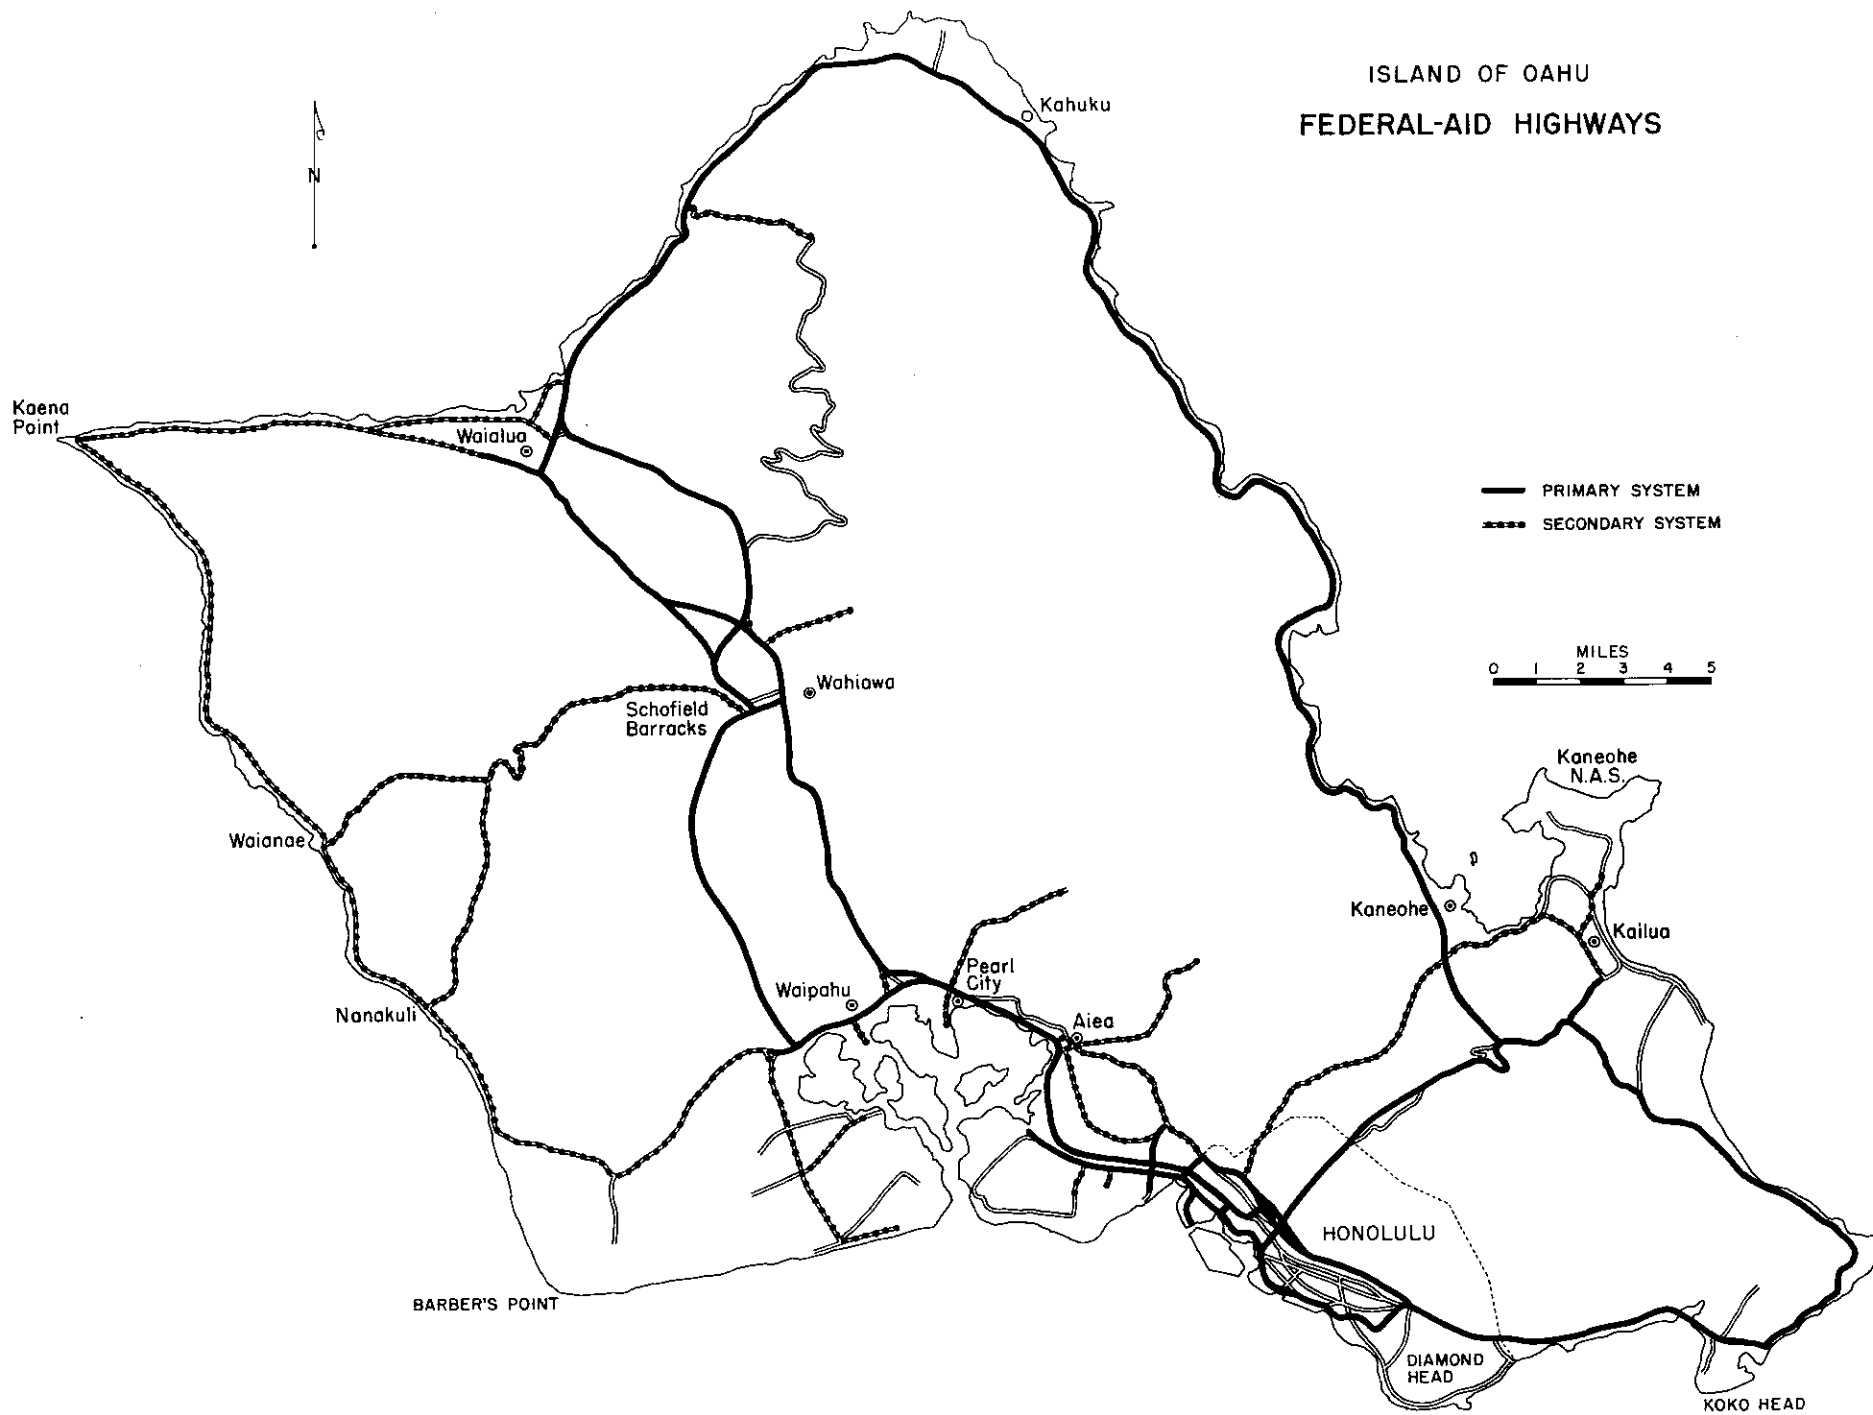 ISLAND OF OAHU
FEDERAL-AID HIGHWAYS
Kahuku
N
Kaena
Point
Waialua
PRIMARY SYSTEM
SECONDARY SYSTEM
MILES
0 1 2 3 4 5
Wahiawa
Schofield
Barracks
Kaneohe
N.A.S.
Waianae
Kaneohe
Kailua
Pearl
City
Waipahu
Nanakuli
Aiea
HONOLULU
BARBER'S POINT
DIAMOND
HEAD
KOKO HEAD